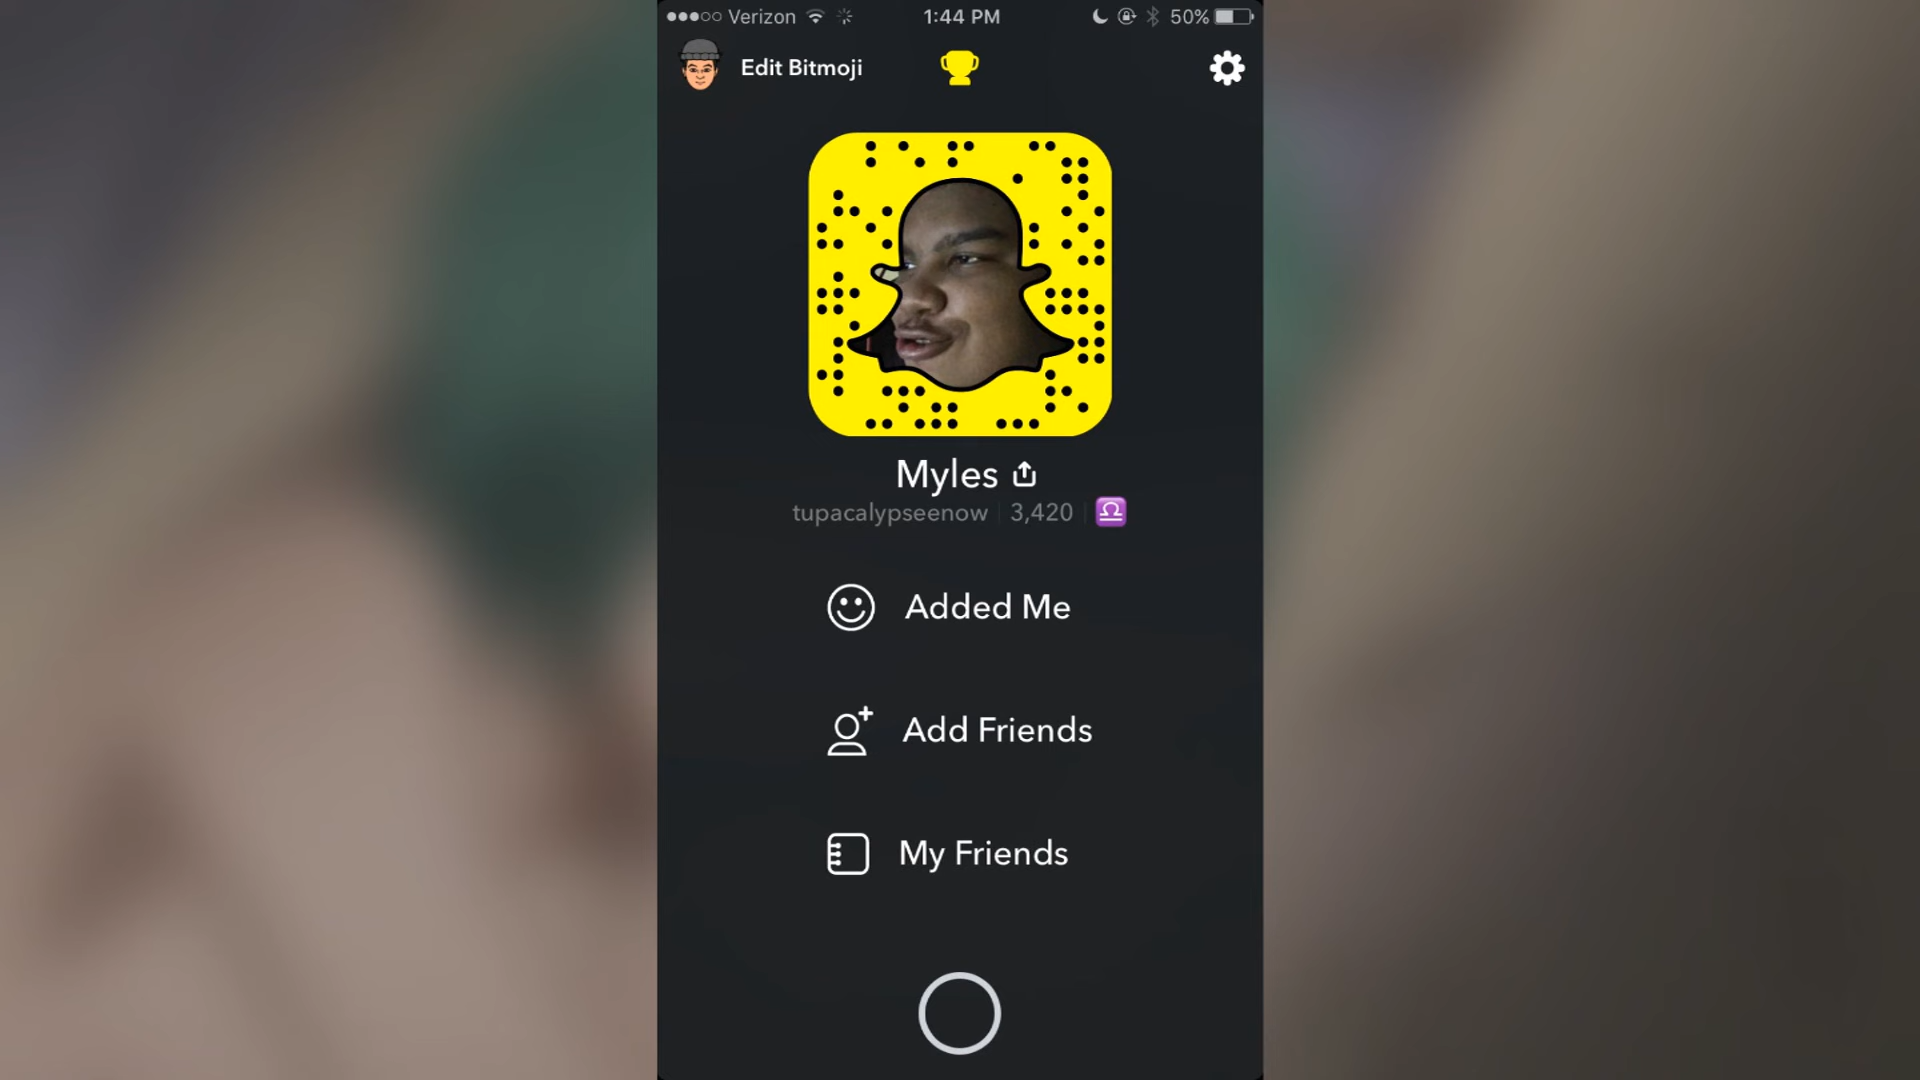 Verizon 1:44 PM 50%
Edit Bitmoji
Myles
tupacalypseenow 3,420
Added Me
Add Friends
My Friends